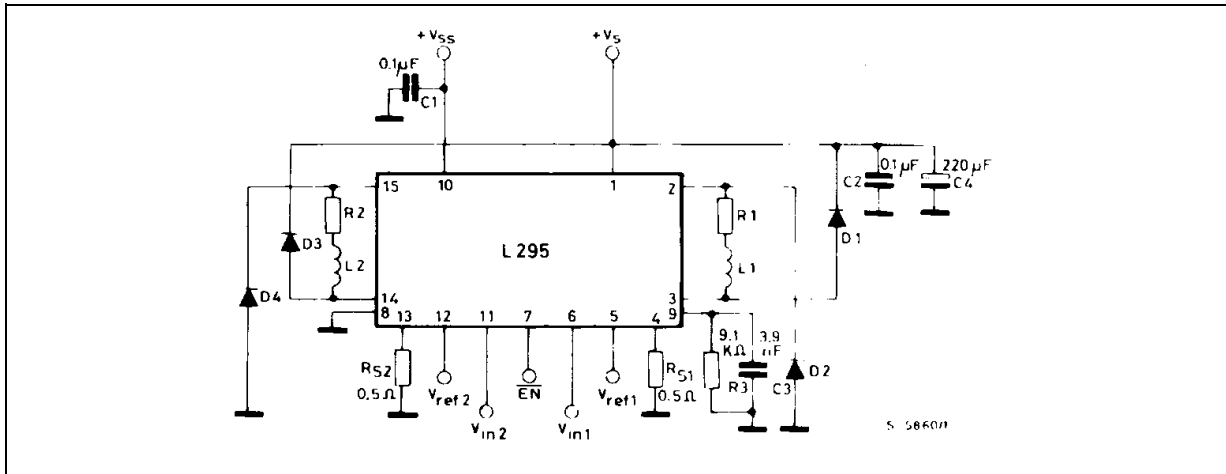 +VSS
+VS
0.1μF
C1
15
10
1
2
R2
R1
C2
0.1μF
220μF
C4
D3
L295
D1
L2
L1
D4
14
3
8
13
12
11
7
6
5
4
9
9.1
KΩ
3.9
nF
RS2
0.5Ω
Vref2
EN
Vref1
RS1
0.5Ω
R3
C3
D2
Vin2
Vin1